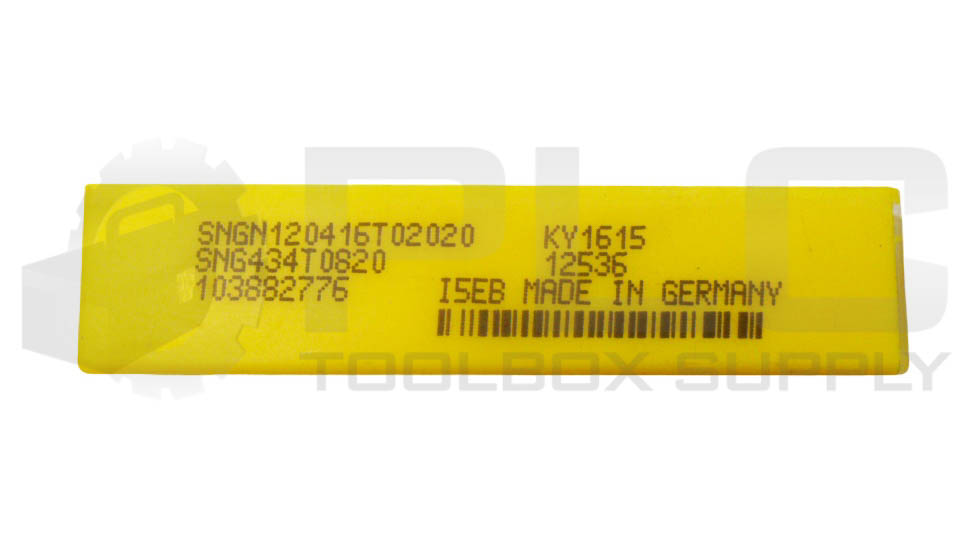 SNGN120416T02020 KY1615
SNG434T0820 12536
103882776 I5EB MADE IN GERMANY
PLC
TOOLBOX SUPPLY